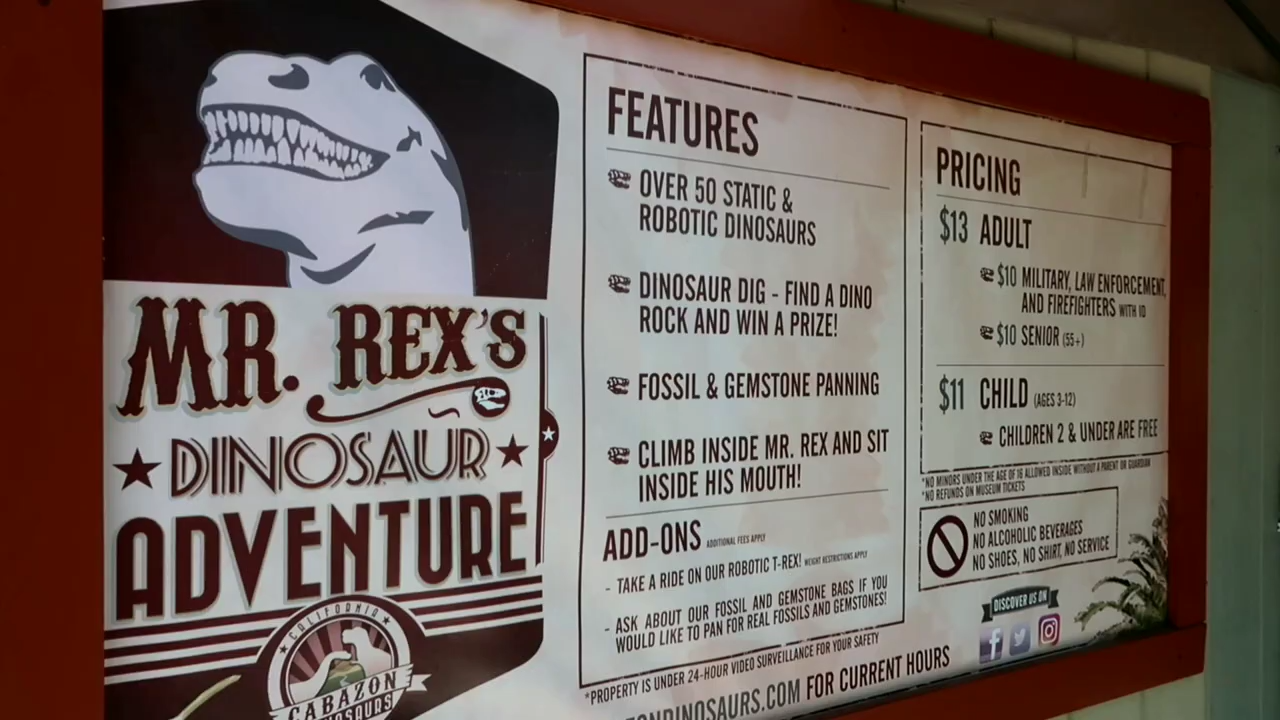 MR. REX'S
DINOSAUR
ADVENTURE
CALIFORNIA
CABAZON
FEATURES
OVER 50 STATIC &
ROBOTIC DINOSAURS
DINOSAUR DIG - FIND A DINO
ROCK AND WIN A PRIZE!
FOSSIL & GEMSTONE PANNING
CLIMB INSIDE MR. REX AND SIT
INSIDE HIS MOUTH!
ADD-ONS ADDITIONAL FEES APPLY
- TAKE A RIDE ON OUR ROBOTIC T-REX! WEIGHT RESTRICTIONS APPLY
- ASK ABOUT OUR FOSSIL AND GEMSTONE BAGS IF YOU
WOULD LIKE TO PAN FOR REAL FOSSILS AND GEMSTONES!
*PROPERTY IS UNDER 24-HOUR VIDEO SURVEILLANCE FOR YOUR SAFETY
FOR CURRENT HOURS
PRICING
$13 ADULT
$10 MILITARY, LAW ENFORCEMENT,
AND FIREFIGHTERS WITH ID
$10 SENIOR (55+)
$11 CHILD (AGES 3-12)
CHILDREN 2 & UNDER ARE FREE
*NO MINORS UNDER THE AGE OF 16 ALLOWED INSIDE WITHOUT A PARENT OR GUARDIAN
*NO REFUNDS ON MUSEUM TICKETS
NO SMOKING
NO ALCOHOLIC BEVERAGES
NO SHOES, NO SHIRT, NO SERVICE
DISCOVER US ON